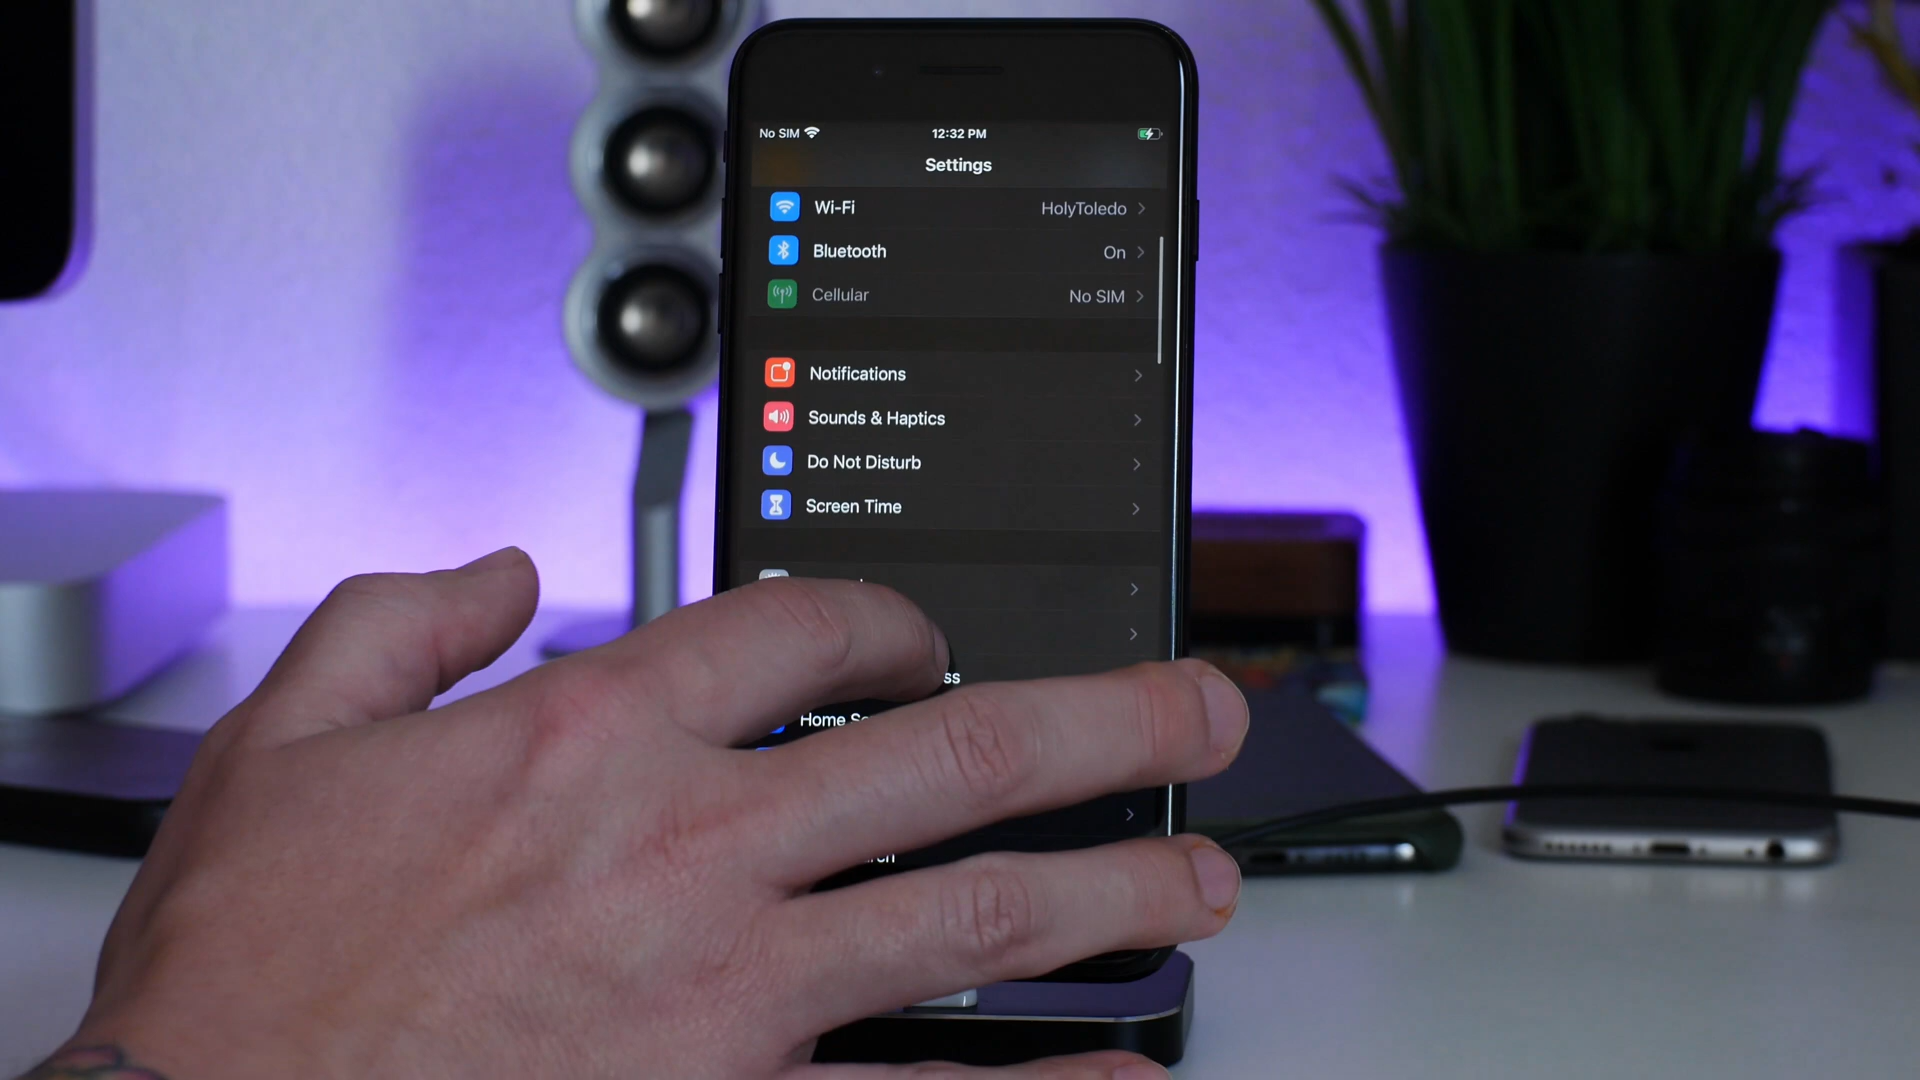 No SIM 12:32 PM
Settings
Wi-Fi HolyToledo
Bluetooth On
Cellular No SIM
Notifications
Sounds & Haptics
Do Not Disturb
Screen Time
Home